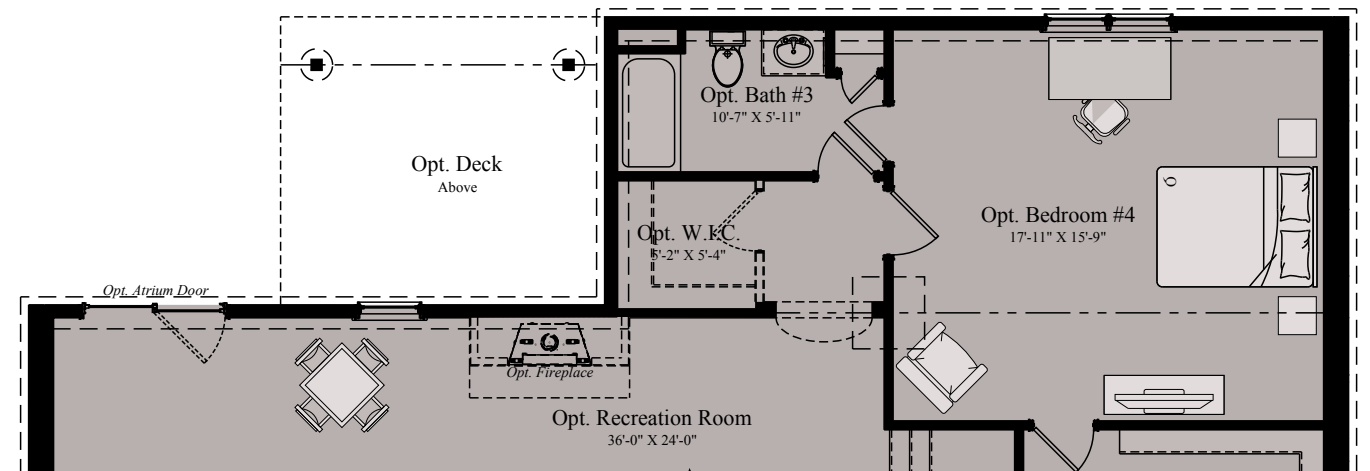 Opt. Bath #3
10'-7" X 5'-11"
Opt. Deck
Above
Opt. Bedroom #4
17'-11" X 15'-9"
Opt. W.I.C.
5'-2" X 5'-4"
Opt. Atrium Door
Opt. Fireplace
Opt. Recreation Room
36'-0" X 24'-0"